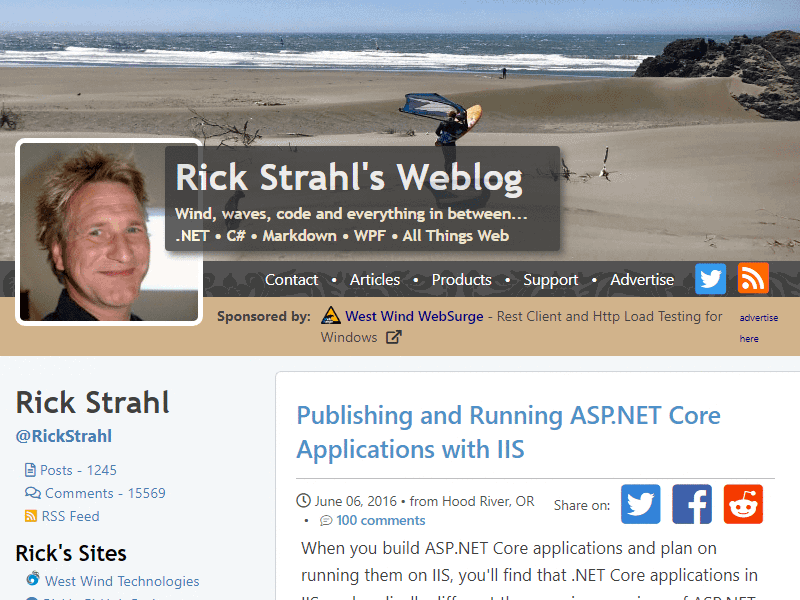 Rick Strahl's Weblog
Wind, waves, code and everything in between...
.NET • C# • Markdown • WPF • All Things Web
Contact • Articles • Products • Support • Advertise
Sponsored by: West Wind WebSurge - Rest Client and Http Load Testing for
Windows
advertise
here
Rick Strahl
@RickStrahl
Posts - 1245
Comments - 15569
RSS Feed
Rick's Sites
West Wind Technologies
Publishing and Running ASP.NET Core
Applications with IIS
June 06, 2016 • from Hood River, OR
• 100 comments
Share on:
When you build ASP.NET Core applications and plan on
running them on IIS, you'll find that .NET Core applications in